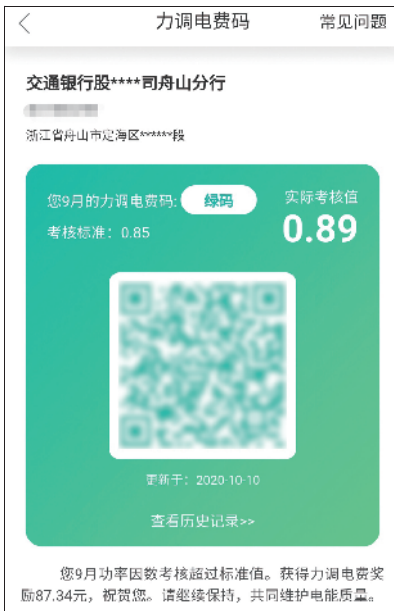 力调电费码
常见问题
交通银行股****司舟山分行
浙江省舟山市定海区******段
您9月的力调电费码: 绿码
实际考核值
考核标准：0.85
0.89
更新于：2020-10-10
查看历史记录>>
您9月功率因数考核超过标准值。获得力调电费奖
励87.34元，祝贺您。请继续保持，共同维护电能质量。